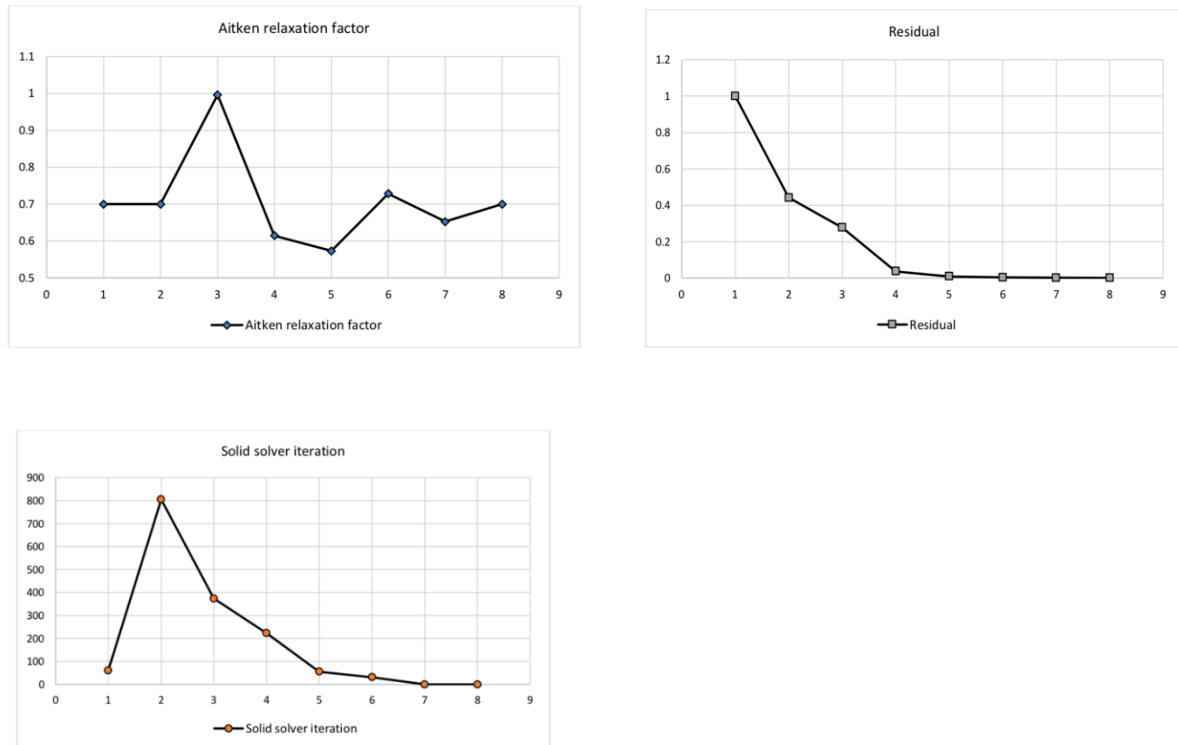 Aitken relaxation factor
1.1
1
0.9
0.8
0.7
0.6
0.5
0 1 2 3 4 5 6 7 8 9
Aitken relaxation factor
Residual
1.2
1
0.8
0.6
0.4
0.2
0
0 1 2 3 4 5 6 7 8 9
Residual
Solid solver iteration
900
800
700
600
500
400
300
200
100
0
0 1 2 3 4 5 6 7 8 9
Solid solver iteration